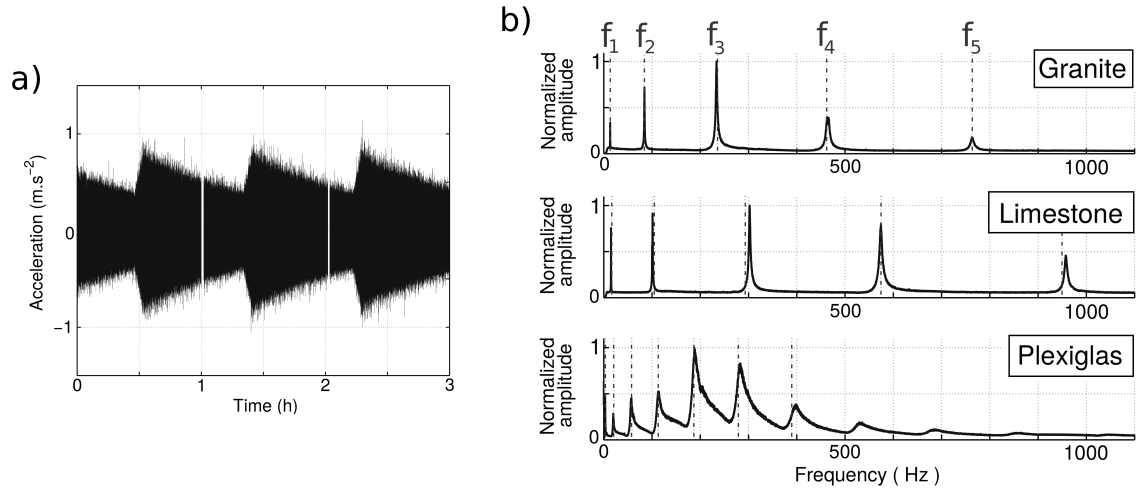 a)
Acceleration (m.s⁻²)
1
0
−1
0
1
2
3
Time (h)
b)
f₁ f₂ f₃ f₄ f₅
Granite
Normalized
amplitude
1
0
0
500
1000
Limestone
Normalized
amplitude
1
0
0
500
1000
Plexiglas
Normalized
amplitude
1
0
0
500
1000
Frequency ( Hz )